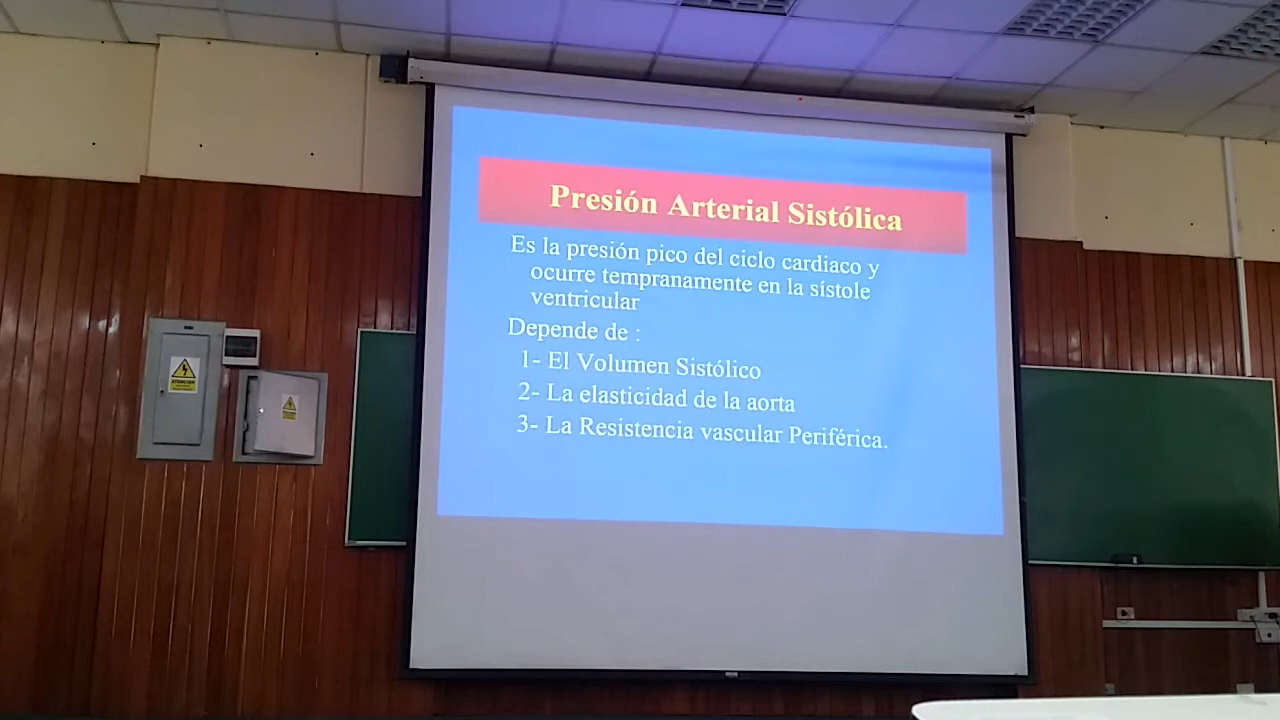 Presión Arterial Sistólica
Es la presión pico del ciclo cardiaco y
ocurre tempranamente en la sístole
ventricular
Depende de :
1- El Volumen Sistólico
2- La elasticidad de la aorta
3- La Resistencia vascular Periférica.
ATENCION